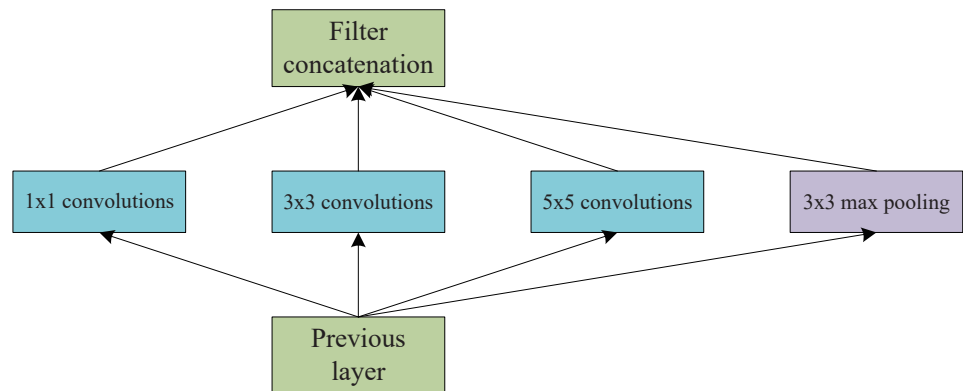 Filter
concatenation
1x1 convolutions
3x3 convolutions
5x5 convolutions
3x3 max pooling
Previous
layer